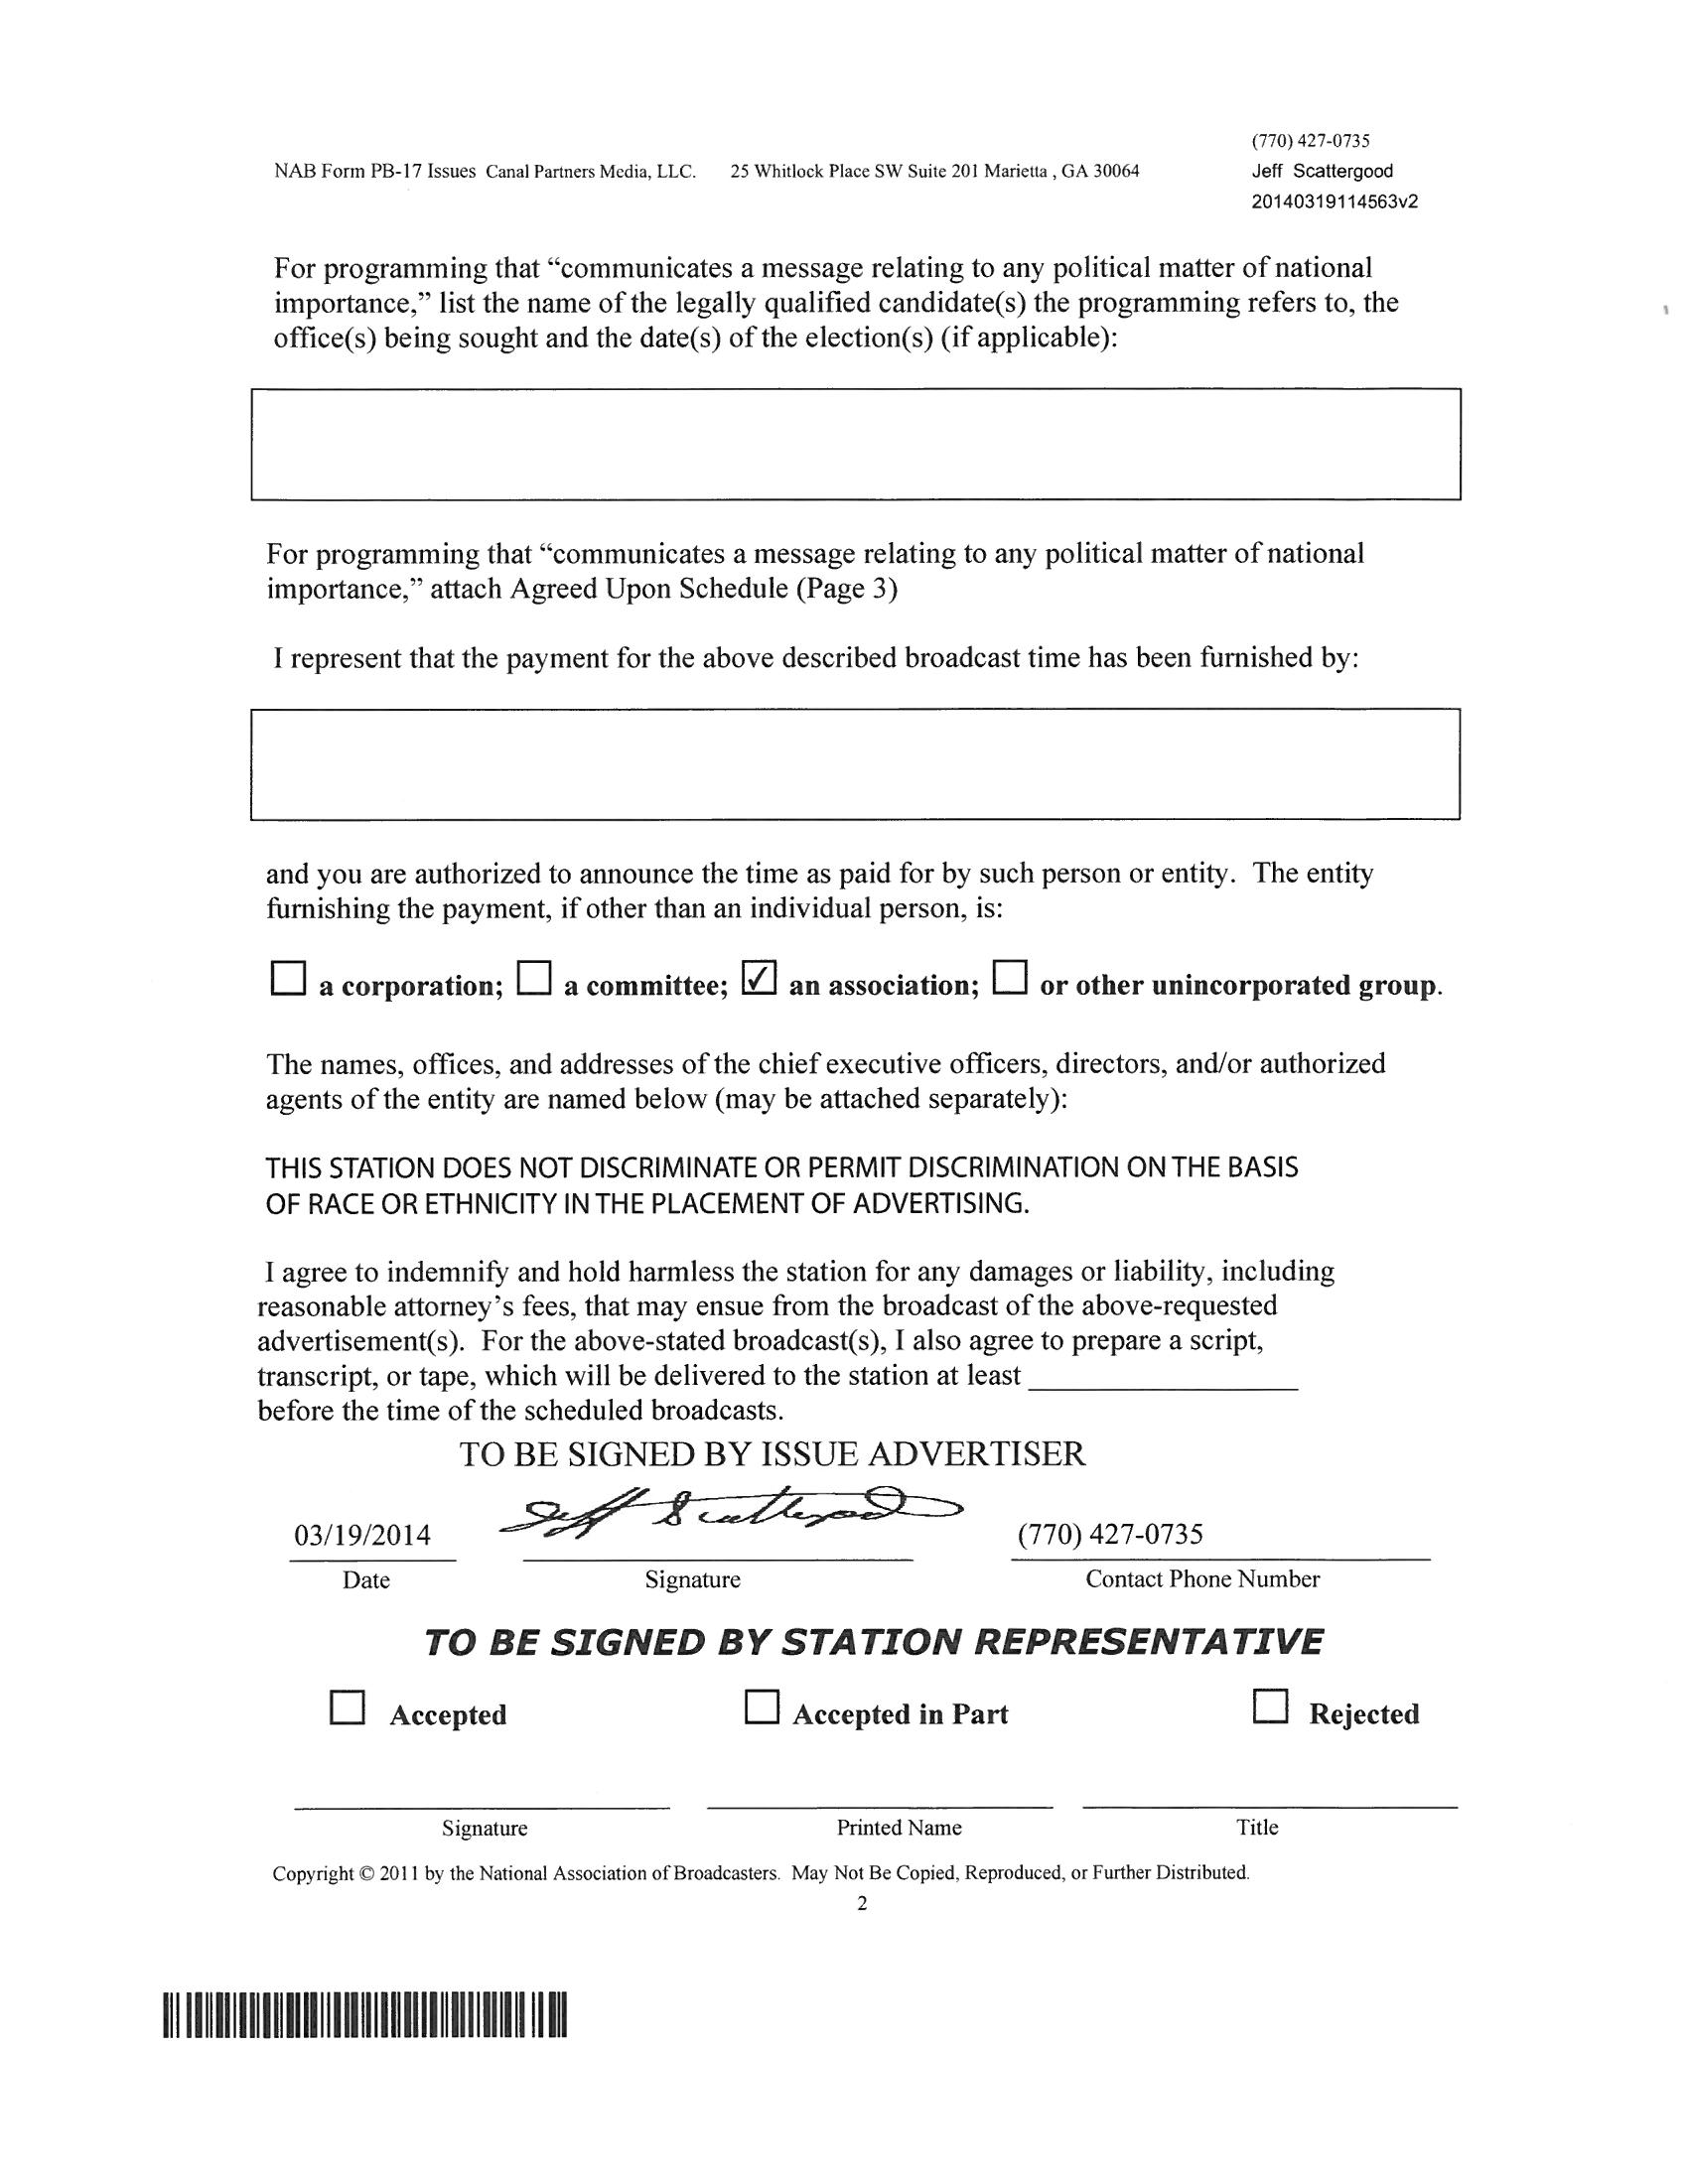 (770) 427-0735
NAB Form PB-17 Issues Canal Partners Media, LLC. 25 Whitlock Place SW Suite 201 Marietta , GA 30064 Jeff Scattergood
20140319114563v2
For programming that “communicates a message relating to any political matter of national
importance,” list the name of the legally qualified candidate(s) the programming refers to, the
office(s) being sought and the date(s) of the election(s) (if applicable):
For programming that “communicates a message relating to any political matter of national
importance,” attach Agreed Upon Schedule (Page 3)
I represent that the payment for the above described broadcast time has been furnished by:
and you are authorized to announce the time as paid for by such person or entity. The entity
furnishing the payment, if other than an individual person, is:
☐ a corporation; ☐ a committee; ☑ an association; ☐ or other unincorporated group.
The names, offices, and addresses of the chief executive officers, directors, and/or authorized
agents of the entity are named below (may be attached separately):
THIS STATION DOES NOT DISCRIMINATE OR PERMIT DISCRIMINATION ON THE BASIS
OF RACE OR ETHNICITY IN THE PLACEMENT OF ADVERTISING.
I agree to indemnify and hold harmless the station for any damages or liability, including
reasonable attorney’s fees, that may ensue from the broadcast of the above-requested
advertisement(s). For the above-stated broadcast(s), I also agree to prepare a script,
transcript, or tape, which will be delivered to the station at least ____________
before the time of the scheduled broadcasts.
TO BE SIGNED BY ISSUE ADVERTISER
03/19/2014 Jeff Scattergood (770) 427-0735
Date Signature Contact Phone Number
TO BE SIGNED BY STATION REPRESENTATIVE
☐ Accepted ☐ Accepted in Part ☐ Rejected
Signature Printed Name Title
Copyright © 2011 by the National Association of Broadcasters. May Not Be Copied, Reproduced, or Further Distributed.
2